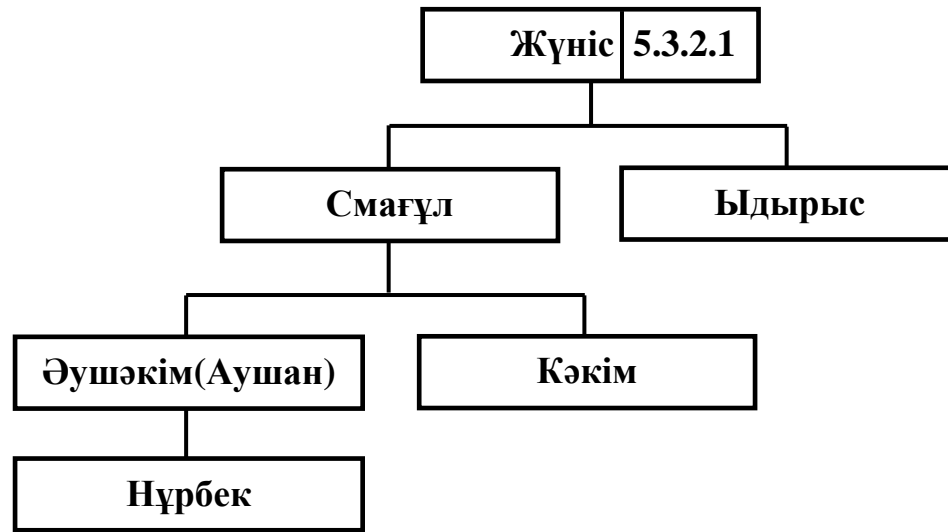 Жүніс 5.3.2.1
Смағұл
Ыдырыс
Әушәкім(Аушан)
Кәкім
Нұрбек